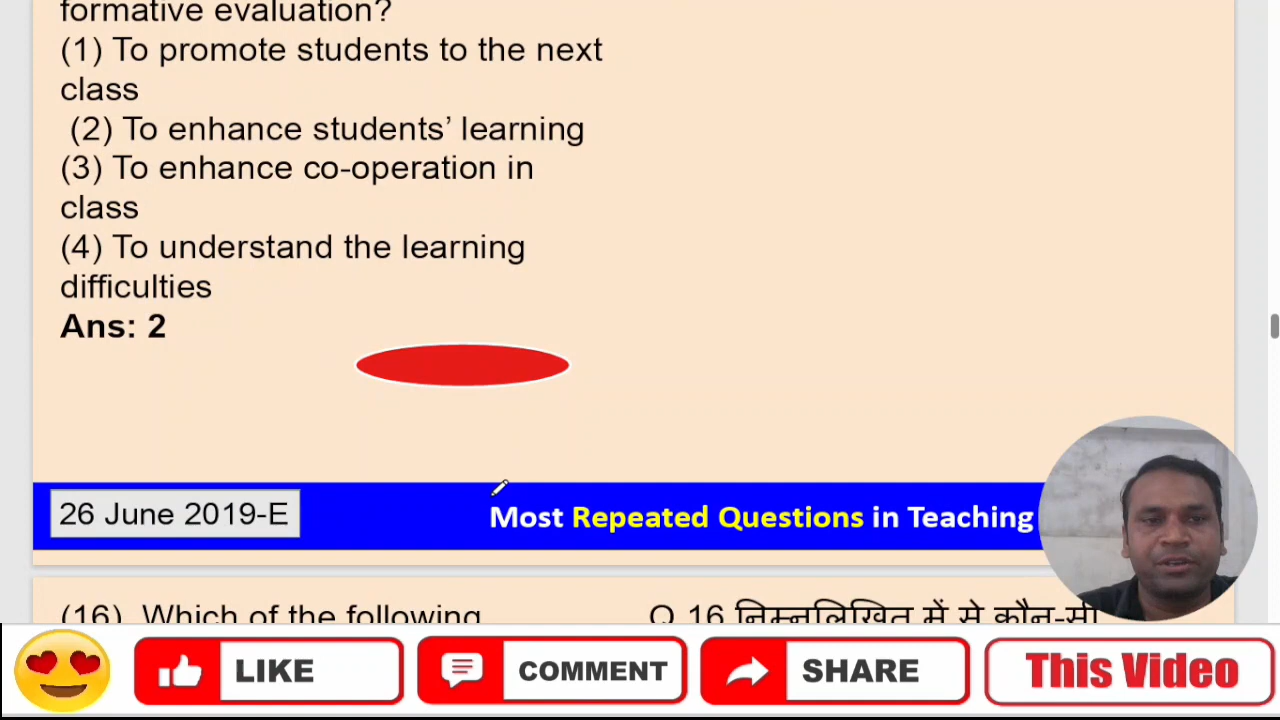 formative evaluation?
(1) To promote students to the next
class
(2) To enhance students’ learning
(3) To enhance co-operation in
class
(4) To understand the learning
difficulties
Ans: 2
26 June 2019-E
Most Repeated Questions in Teaching
(16) Which of the following
Q 16 निम्नलिखित में से कौन-सी
LIKE
COMMENT
SHARE
This Video